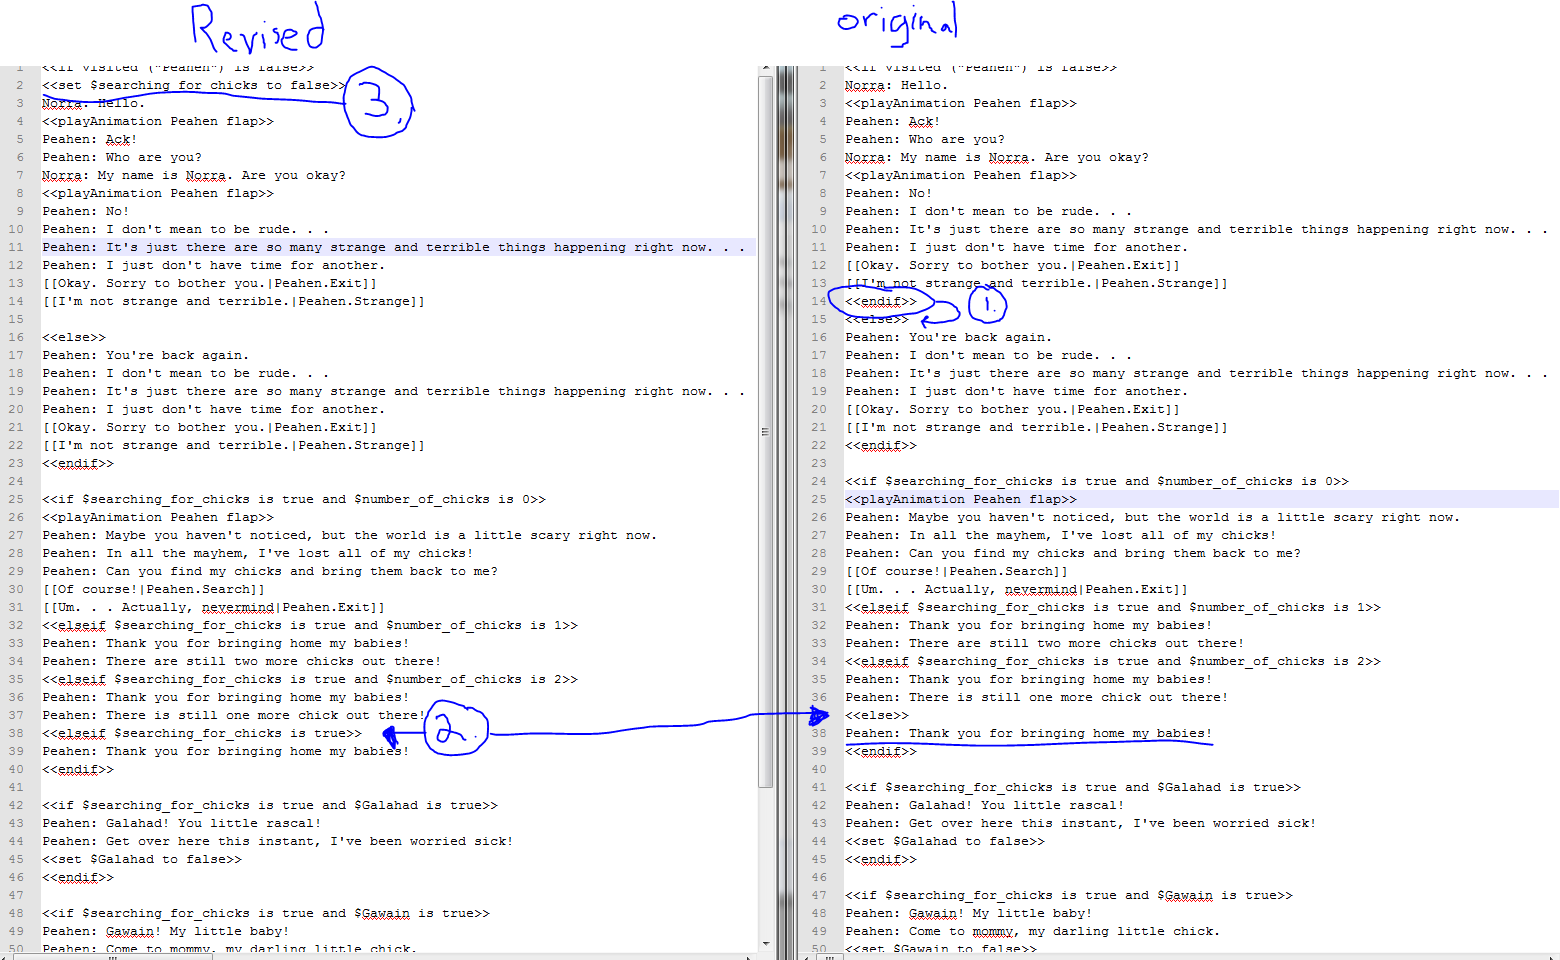 Revised
1 <<if visited ("Peahen") is false>>
2 <<set $searching_for_chicks to false>>
3.
3 Norra: Hello.
4 <<playAnimation Peahen flap>>
5 Peahen: Ack!
6 Peahen: Who are you?
7 Norra: My name is Norra. Are you okay?
8 <<playAnimation Peahen flap>>
9 Peahen: No!
10 Peahen: I don't mean to be rude. . .
11 Peahen: It's just there are so many strange and terrible things happening right now. . .
12 Peahen: I just don't have time for another.
13 [[Okay. Sorry to bother you.|Peahen.Exit]]
14 [[I'm not strange and terrible.|Peahen.Strange]]
15
16 <<else>>
17 Peahen: You're back again.
18 Peahen: I don't mean to be rude. . .
19 Peahen: It's just there are so many strange and terrible things happening right now. . .
20 Peahen: I just don't have time for another.
21 [[Okay. Sorry to bother you.|Peahen.Exit]]
22 [[I'm not strange and terrible.|Peahen.Strange]]
23 <<endif>>
24
25 <<if $searching_for_chicks is true and $number_of_chicks is 0>>
26 <<playAnimation Peahen flap>>
27 Peahen: Maybe you haven't noticed, but the world is a little scary right now.
28 Peahen: In all the mayhem, I've lost all of my chicks!
29 Peahen: Can you find my chicks and bring them back to me?
30 [[Of course!|Peahen.Search]]
31 [[Um. . . Actually, nevermind|Peahen.Exit]]
32 <<elseif $searching_for_chicks is true and $number_of_chicks is 1>>
33 Peahen: Thank you for bringing home my babies!
34 Peahen: There are still two more chicks out there!
35 <<elseif $searching_for_chicks is true and $number_of_chicks is 2>>
36 Peahen: Thank you for bringing home my babies!
37 Peahen: There is still one more chick out there!
38 <<elseif $searching_for_chicks is true>>
2.
39 Peahen: Thank you for bringing home my babies!
40 <<endif>>
41
42 <<if $searching_for_chicks is true and $Galahad is true>>
43 Peahen: Galahad! You little rascal!
44 Peahen: Get over here this instant, I've been worried sick!
45 <<set $Galahad to false>>
46 <<endif>>
47
48 <<if $searching_for_chicks is true and $Gawain is true>>
49 Peahen: Gawain! My little baby!
50 Peahen: Come to mommy, my darling little chick.
original
1 <<if visited ("Peahen") is false>>
2 Norra: Hello.
3 <<playAnimation Peahen flap>>
4 Peahen: Ack!
5 Peahen: Who are you?
6 Norra: My name is Norra. Are you okay?
7 <<playAnimation Peahen flap>>
8 Peahen: No!
9 Peahen: I don't mean to be rude. . .
10 Peahen: It's just there are so many strange and terrible things happening right now. . .
11 Peahen: I just don't have time for another.
12 [[Okay. Sorry to bother you.|Peahen.Exit]]
13 [[I'm not strange and terrible.|Peahen.Strange]]
14 <<endif>>
1.
15 <<else>>
16 Peahen: You're back again.
17 Peahen: I don't mean to be rude. . .
18 Peahen: It's just there are so many strange and terrible things happening right now. . .
19 Peahen: I just don't have time for another.
20 [[Okay. Sorry to bother you.|Peahen.Exit]]
21 [[I'm not strange and terrible.|Peahen.Strange]]
22 <<endif>>
23
24 <<if $searching_for_chicks is true and $number_of_chicks is 0>>
25 <<playAnimation Peahen flap>>
26 Peahen: Maybe you haven't noticed, but the world is a little scary right now.
27 Peahen: In all the mayhem, I've lost all of my chicks!
28 Peahen: Can you find my chicks and bring them back to me?
29 [[Of course!|Peahen.Search]]
30 [[Um. . . Actually, nevermind|Peahen.Exit]]
31 <<elseif $searching_for_chicks is true and $number_of_chicks is 1>>
32 Peahen: Thank you for bringing home my babies!
33 Peahen: There are still two more chicks out there!
34 <<elseif $searching_for_chicks is true and $number_of_chicks is 2>>
35 Peahen: Thank you for bringing home my babies!
36 Peahen: There is still one more chick out there!
37 <<else>>
38 Peahen: Thank you for bringing home my babies!
39 <<endif>>
40
41 <<if $searching_for_chicks is true and $Galahad is true>>
42 Peahen: Galahad! You little rascal!
43 Peahen: Get over here this instant, I've been worried sick!
44 <<set $Galahad to false>>
45 <<endif>>
46
47 <<if $searching_for_chicks is true and $Gawain is true>>
48 Peahen: Gawain! My little baby!
49 Peahen: Come to mommy, my darling little chick.
50 <<set $Gawain to false>>